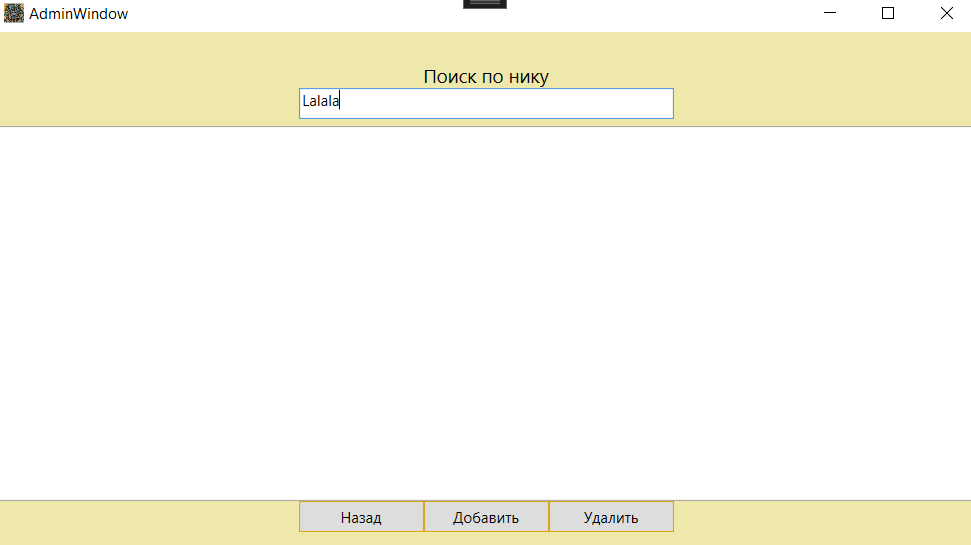 AdminWindow
Поиск по нику
Lalala
Назад Добавить Удалить